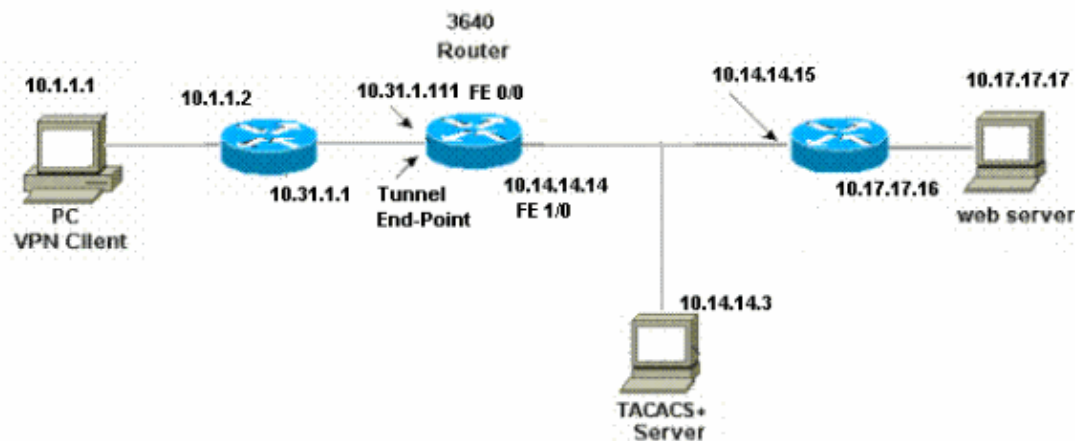 3640
Router
10.1.1.1
10.1.1.2
10.31.1.111 FE 0/0
10.14.14.15
10.17.17.17
10.31.1.1
Tunnel
End-Point
10.14.14.14
FE 1/0
10.17.17.16
PC
VPN Client
web server
10.14.14.3
TACACS+
Server